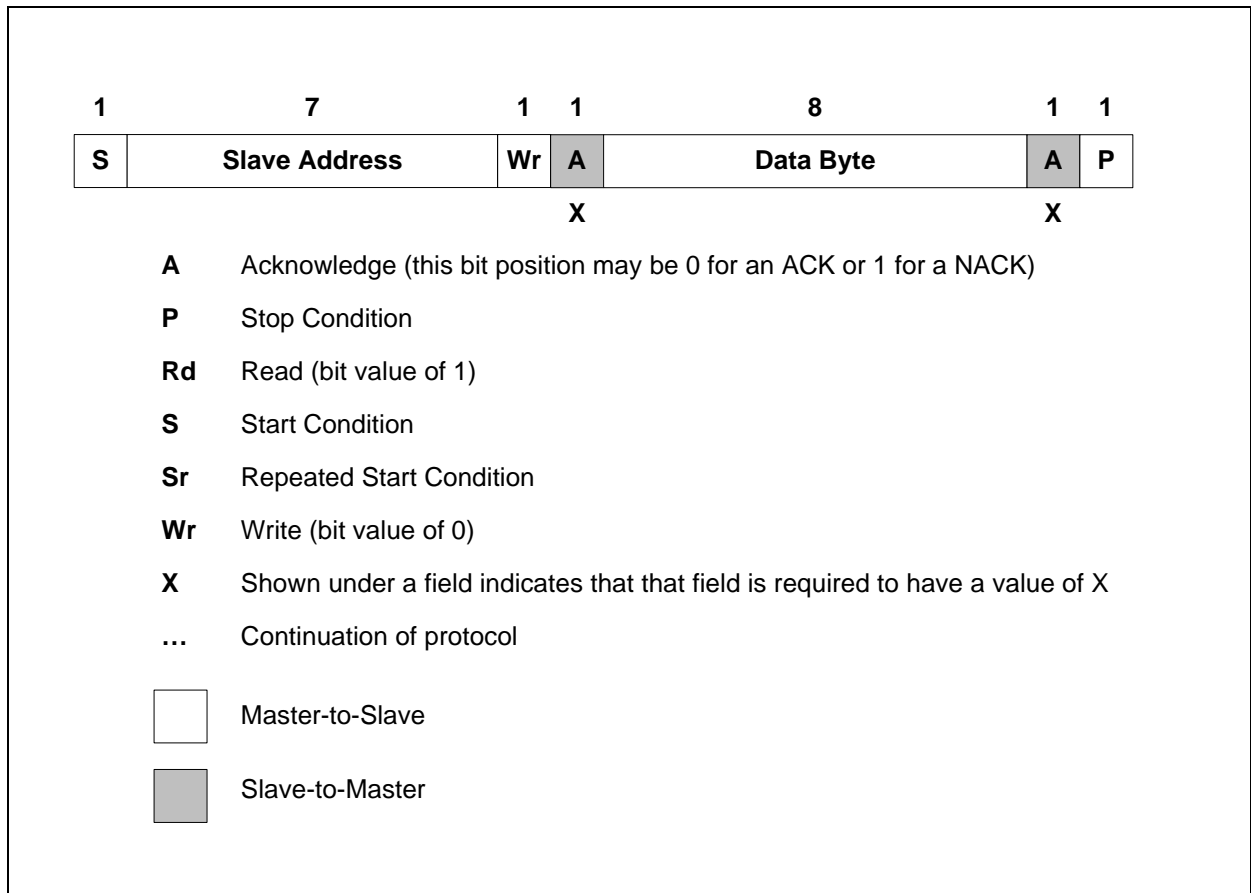 1 7 1 1 8 1 1
S Slave Address Wr A Data Byte A P
X X
A Acknowledge (this bit position may be 0 for an ACK or 1 for a NACK)
P Stop Condition
Rd Read (bit value of 1)
S Start Condition
Sr Repeated Start Condition
Wr Write (bit value of 0)
X Shown under a field indicates that that field is required to have a value of X
… Continuation of protocol
Master-to-Slave
Slave-to-Master